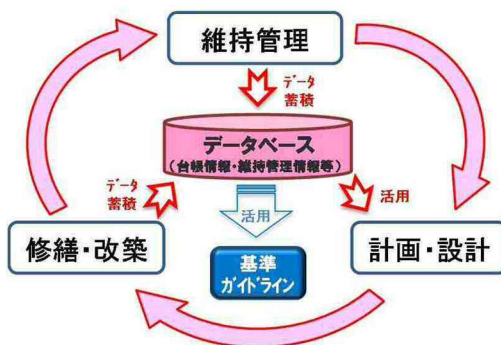 維持管理
データ
蓄積
データベース
（台帳情報・維持管理情報等）
データ
蓄積
活用
活用
修繕・改築
計画・設計
基準
ガイドライン